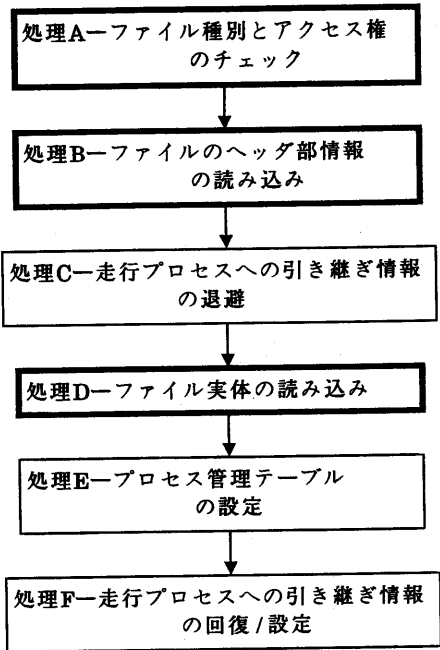 処理A―ファイル種別とアクセス権
のチェック
処理B―ファイルのヘッダ部情報
の読み込み
処理C―走行プロセスへの引き継ぎ情報
の退避
処理D―ファイル実体の読み込み
処理E―プロセス管理テーブル
の設定
処理F―走行プロセスへの引き継ぎ情報
の回復/設定